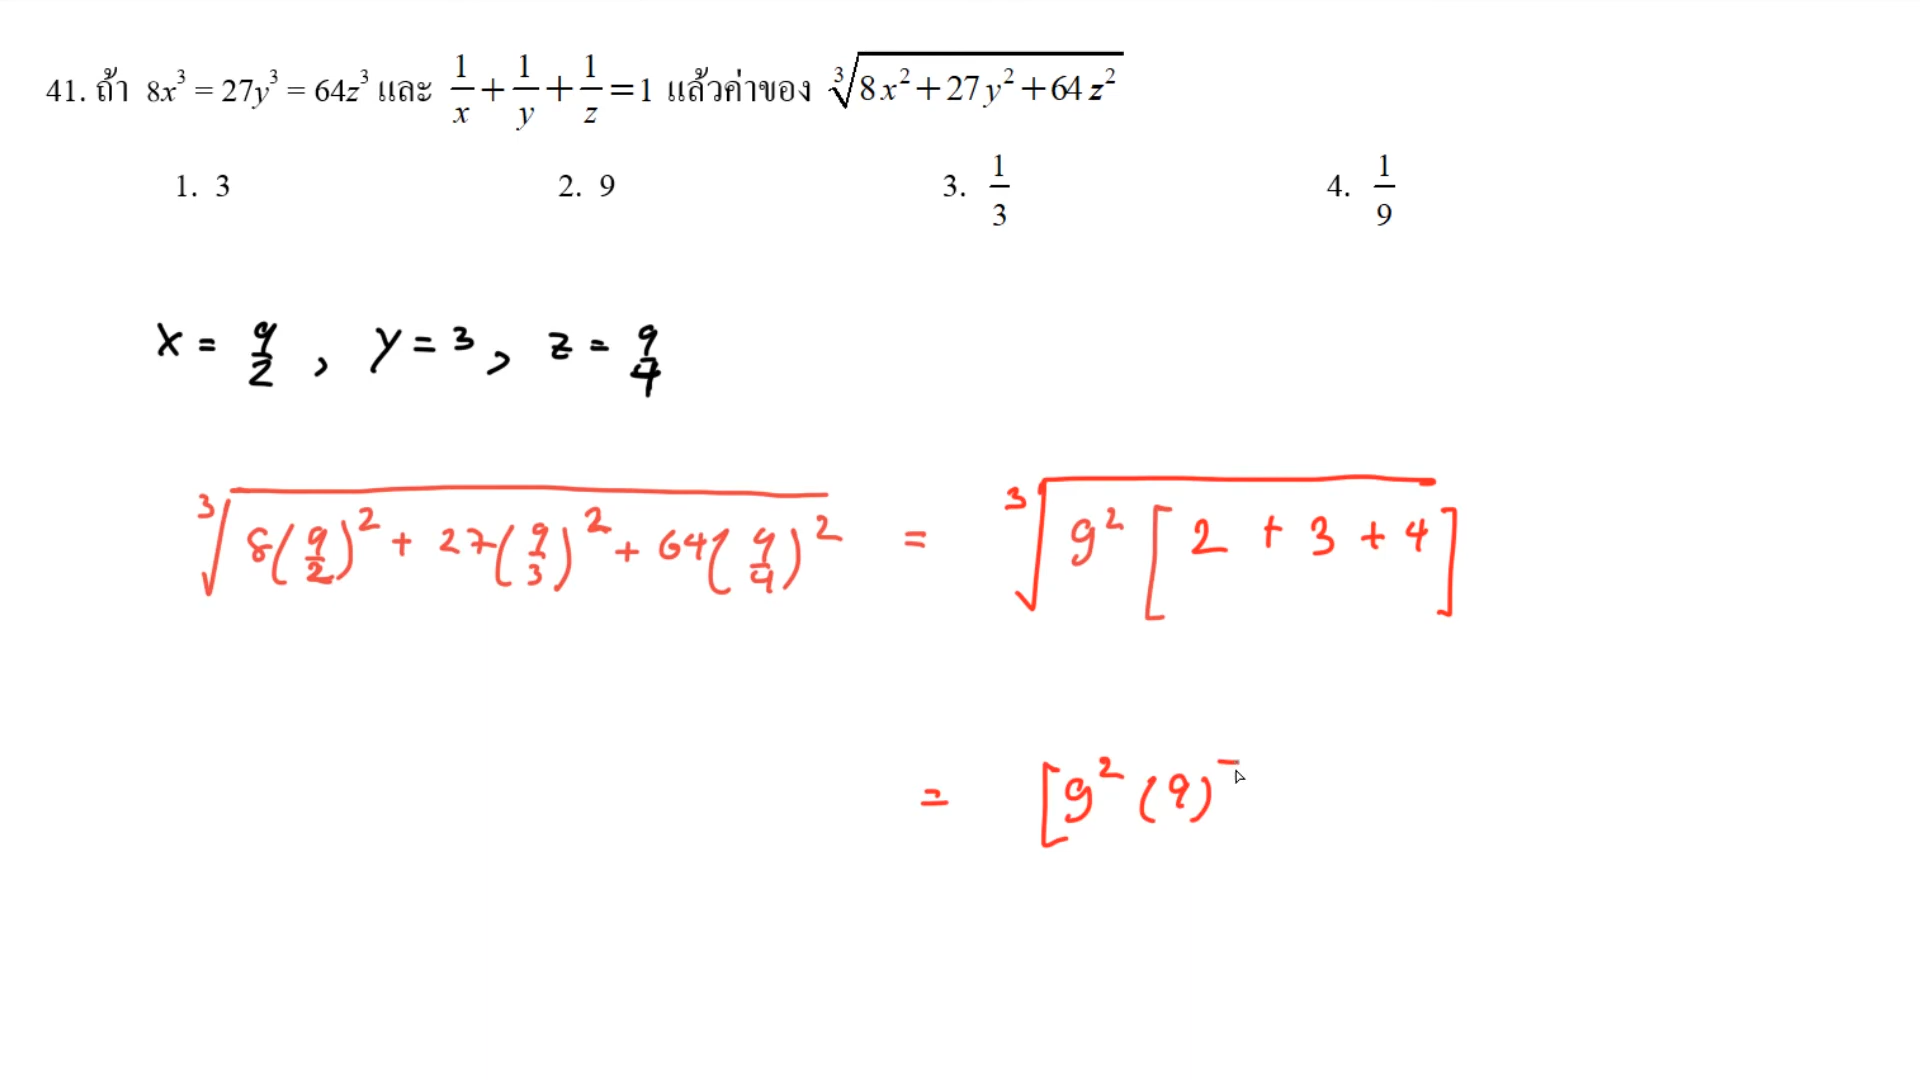 41. ถ้า 8x³ = 27y³ = 64z³ และ 1/x + 1/y + 1/z = 1 แล้วค่าของ ∛(8x² + 27y² + 64z²)
1. 3 2. 9 3. 1/3 4. 1/9
x = 9/2 , y = 3 , z = 9/4
∛(8(9/2)² + 27(9/3)² + 64(9/4)²) = ∛(9² [2 + 3 + 4])
= [9² (9)